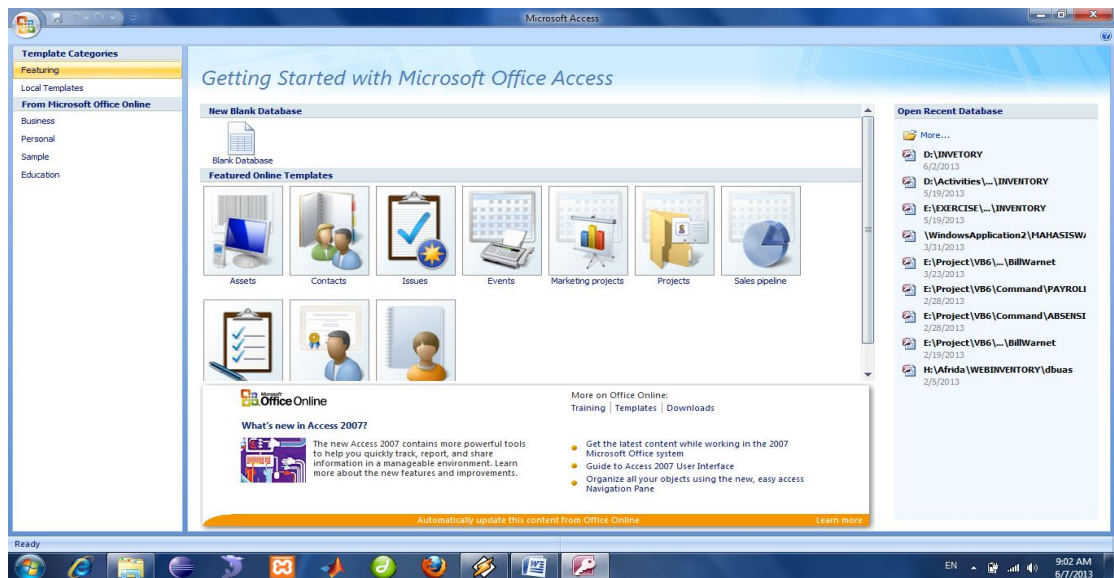 Microsoft Access
Template Categories
Featuring
Local Templates
From Microsoft Office Online
Business
Personal
Sample
Education
Getting Started with Microsoft Office Access
New Blank Database
Blank Database
Featured Online Templates
Assets
Contacts
Issues
Events
Marketing projects
Projects
Sales pipeline
Microsoft
Office Online
What's new in Access 2007?
The new Access 2007 contains more powerful tools
to help you quickly track, report, and share
information in a manageable environment. Learn
more about the new features and improvements.
More on Office Online:
Training | Templates | Downloads
Get the latest content while working in the 2007
Microsoft Office system
Guide to Access 2007 User Interface
Organize all your objects using the new, easy access
Navigation Pane
Automatically update this content from Office Online
Learn more
Open Recent Database
More...
D:\INVETORY
6/2/2013
D:\Activities\...\INVENTORY
5/19/2013
E:\EXERCISE\...\INVENTORY
5/19/2013
\WindowsApplication2\MAHASISWA
3/31/2013
E:\Project\VB6\...\BillWarnet
3/23/2013
E:\Project\VB6\Command\PAYROLL
2/28/2013
E:\Project\VB6\Command\ABSENSI
2/28/2013
E:\Project\VB6\...\BillWarnet
2/19/2013
H:\Afrida\WEBINVENTORY\dbuas
2/5/2013
Ready
EN
9:02 AM
6/7/2013